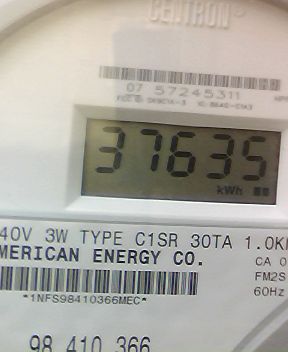 CENTRON®
07 57245311
37635
kWh
40V 3W TYPE C1SR 30TA 1.0K
MERICAN ENERGY CO.
CA 0
FM2S
60Hz
*1NFS98410366MEC*
98 410 366